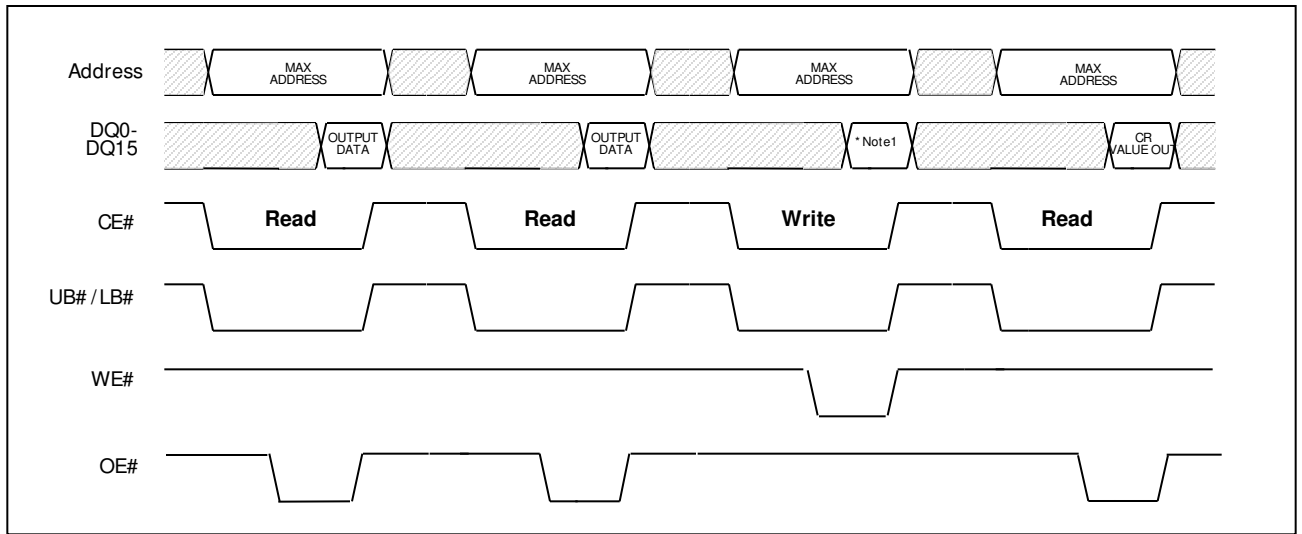 Address
MAX
ADDRESS
MAX
ADDRESS
MAX
ADDRESS
MAX
ADDRESS
DQ0-
DQ15
OUTPUT
DATA
OUTPUT
DATA
* Note1
CR
VALUE OUT
CE#
Read
Read
Write
Read
UB# / LB#
WE#
OE#